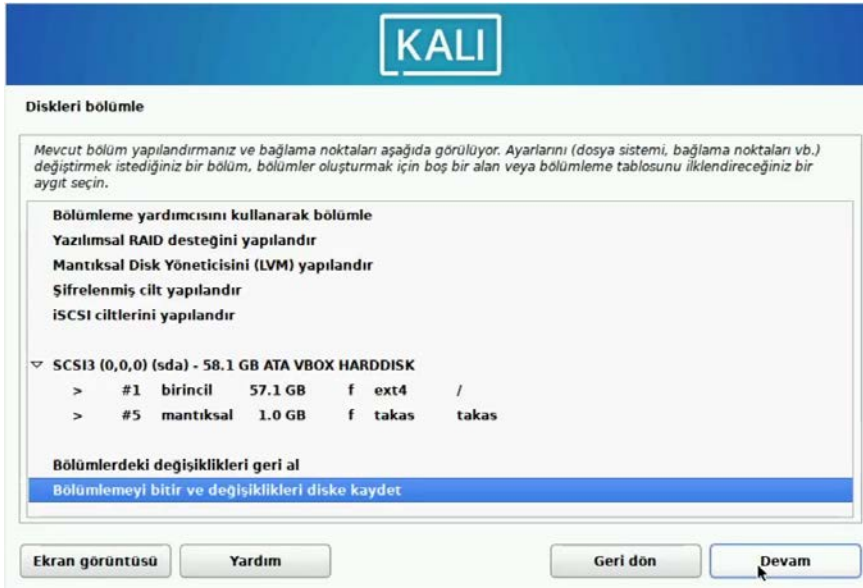 KALI
Diskleri bölümle
Mevcut bölüm yapılandırmanız ve bağlama noktaları aşağıda görülüyor. Ayarlarını (dosya sistemi, bağlama noktaları vb.)
değiştirmek istediğiniz bir bölüm, bölümler oluşturmak için boş bir alan veya bölümleme tablosunu ilklendireceğiniz bir
aygıt seçin.
Bölümleme yardımcısını kullanarak bölümle
Yazılımsal RAID desteğini yapılandır
Mantıksal Disk Yöneticisini (LVM) yapılandır
Şifrelenmiş cilt yapılandır
iSCSI ciltlerini yapılandır
SCSI3 (0,0,0) (sda) - 58.1 GB ATA VBOX HARDDISK
> #1 birincil 57.1 GB f ext4 /
> #5 mantıksal 1.0 GB f takas takas
Bölümlerdeki değişiklikleri geri al
Bölümlemeyi bitir ve değişiklikleri diske kaydet
Ekran görüntüsü Yardım Geri dön Devam